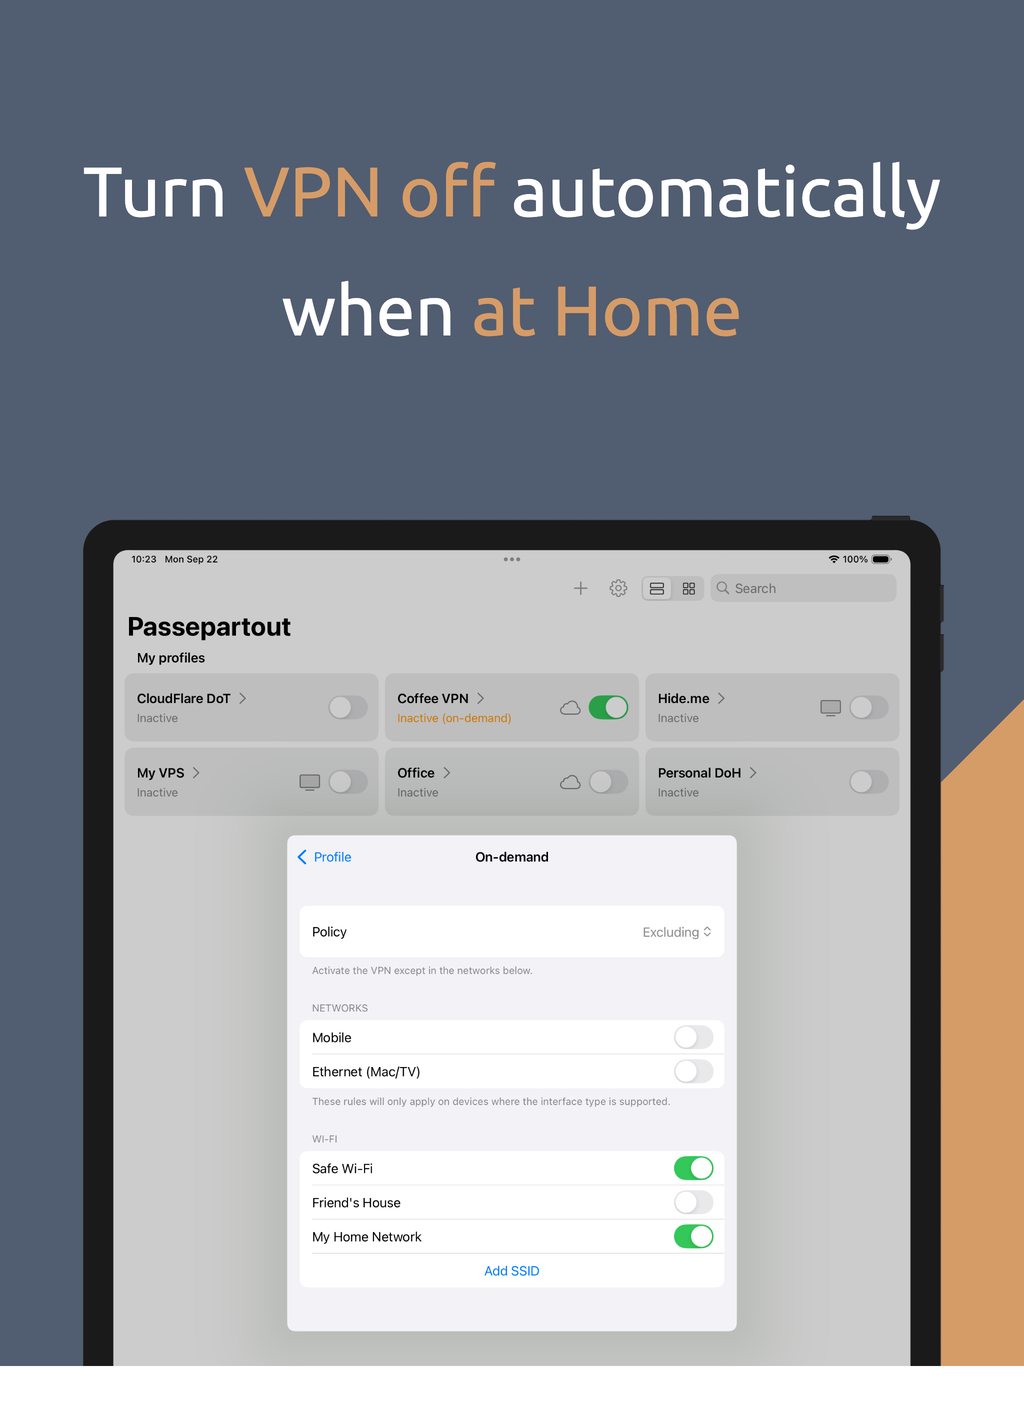 Turn VPN off automatically
when at Home
10:23 Mon Sep 22
100%
Search
Passepartout
My profiles
CloudFlare DoT
Inactive
Coffee VPN
Inactive (on-demand)
Hide.me
Inactive
My VPS
Inactive
Office
Inactive
Personal DoH
Inactive
Profile
On-demand
Policy
Excluding
Activate the VPN except in the networks below.
NETWORKS
Mobile
Ethernet (Mac/TV)
These rules will only apply on devices where the interface type is supported.
WI-FI
Safe Wi-Fi
Friend's House
My Home Network
Add SSID